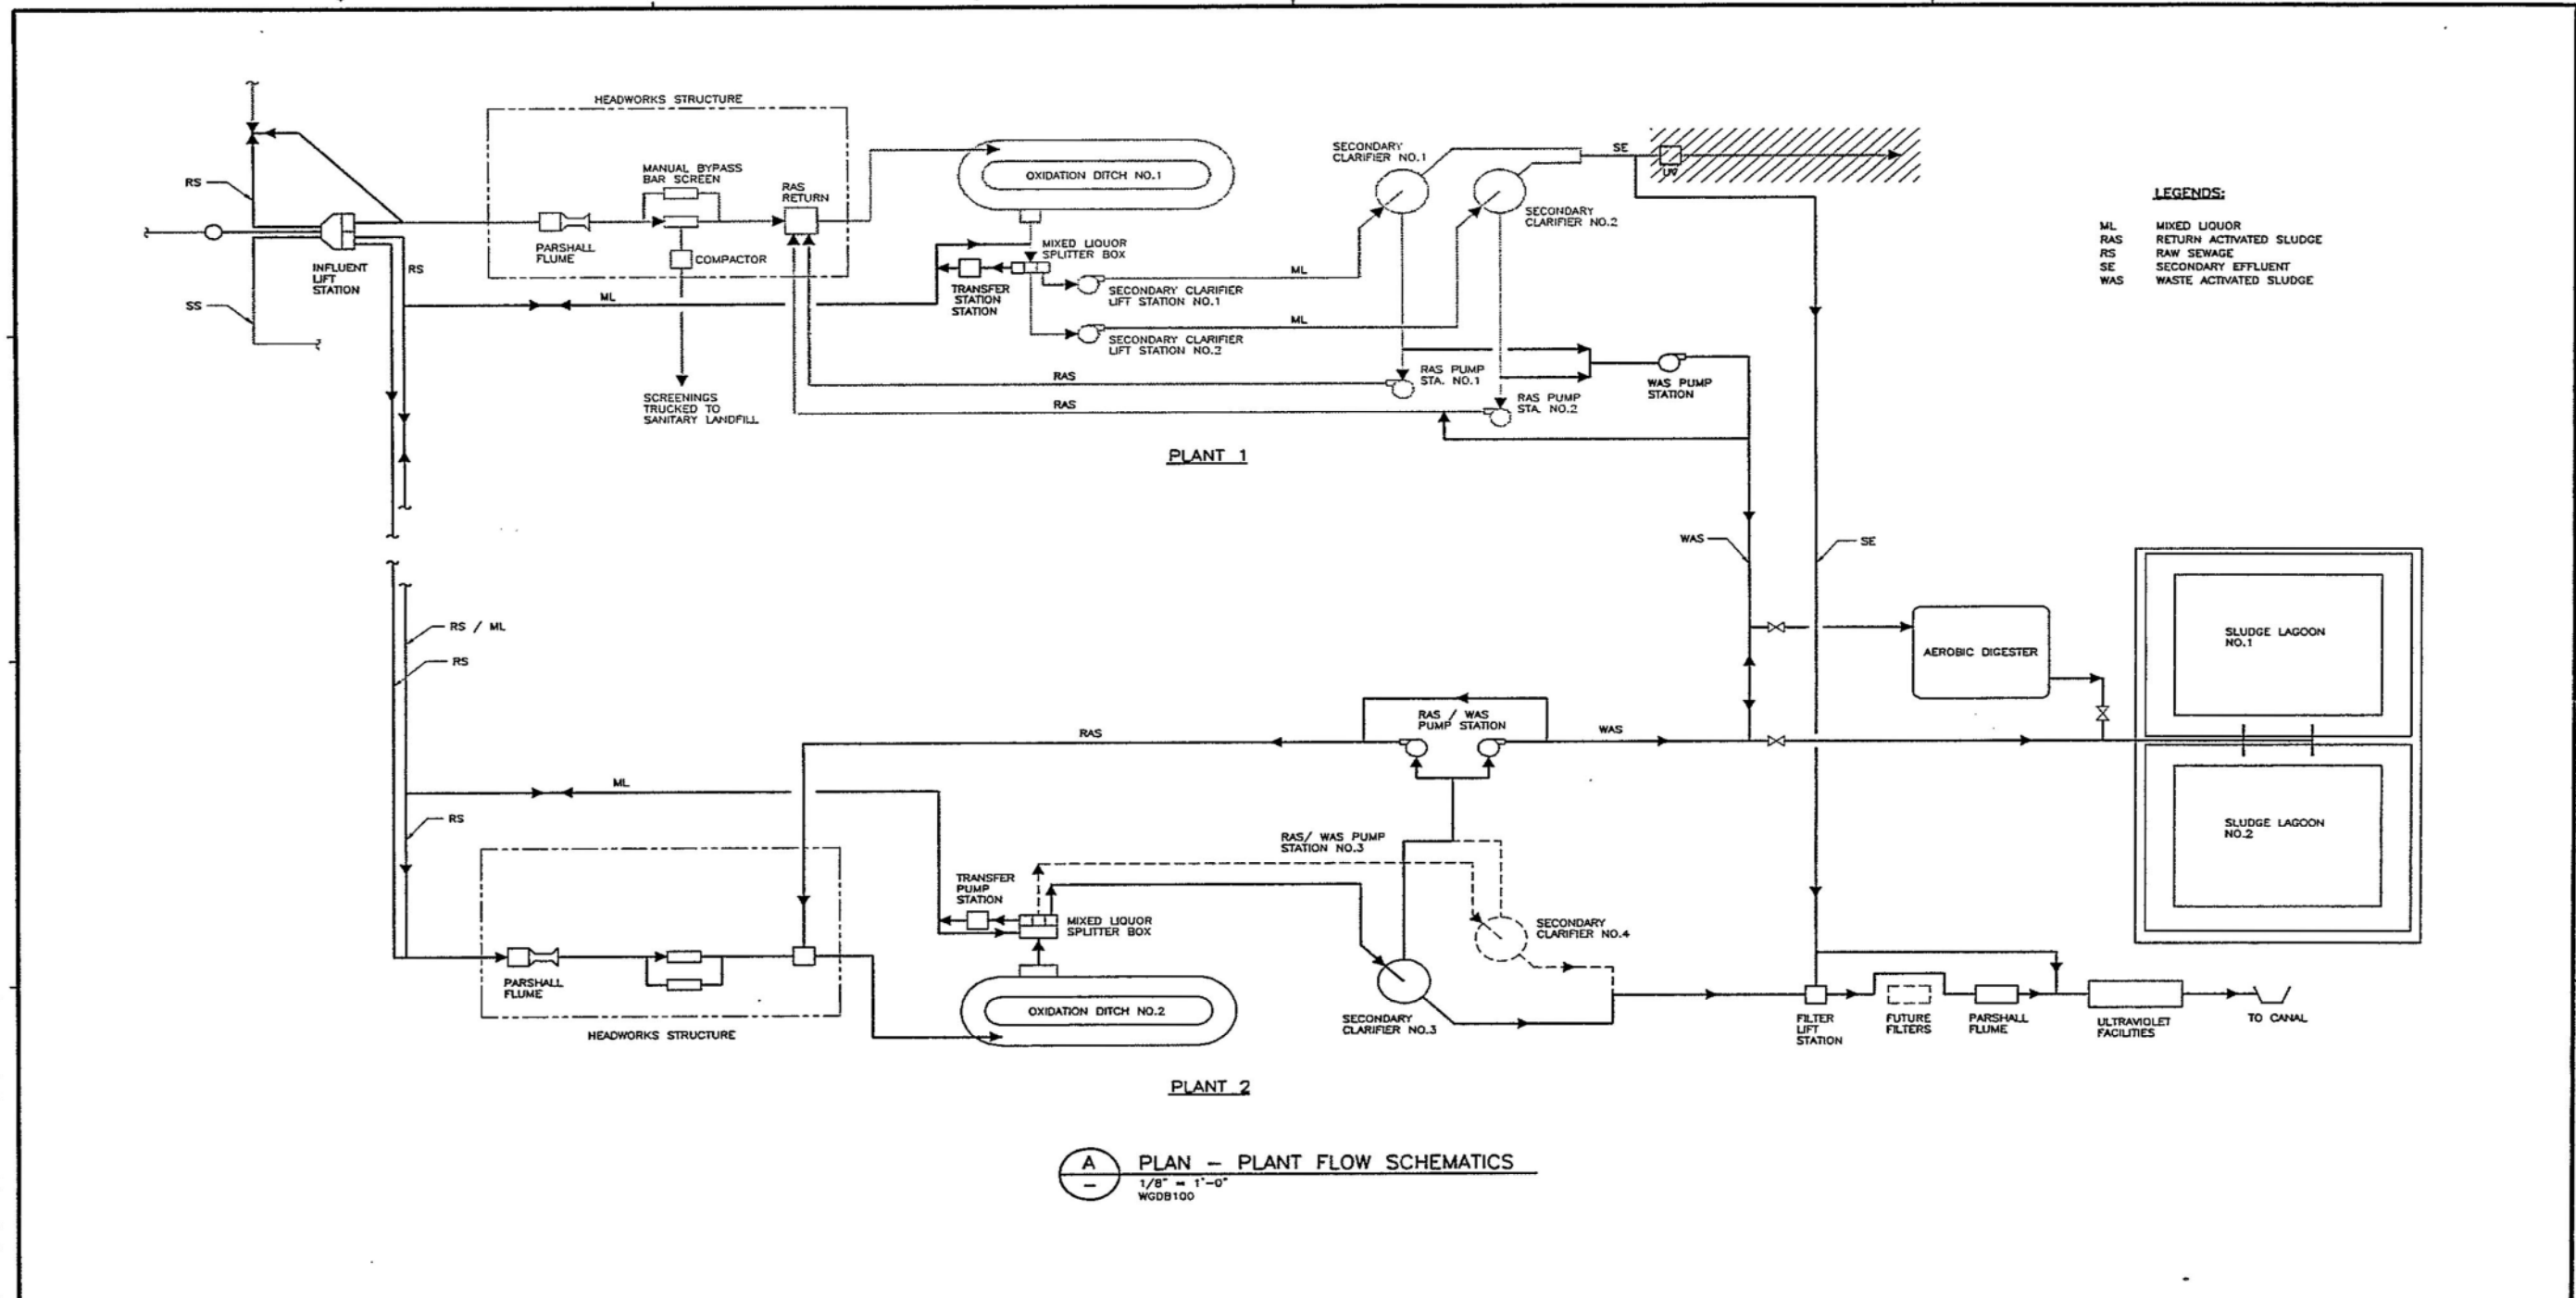 HEADWORKS STRUCTURE
RS
INFLUENT
LIFT
STATION
SS
RS
PARSHALL
FLUME
MANUAL BYPASS
BAR SCREEN
COMPACTOR
RAS
RETURN
SCREENINGS
TRUCKED TO
SANITARY LANDFILL
ML
OXIDATION DITCH NO.1
MIXED LIQUOR
SPLITTER BOX
TRANSFER
STATION
STATION
SECONDARY CLARIFIER
LIFT STATION NO.1
SECONDARY CLARIFIER
LIFT STATION NO.2
ML
ML
RAS
RAS
SECONDARY
CLARIFIER NO.1
SECONDARY
CLARIFIER NO.2
SE
UV
RAS PUMP
STA. NO.1
RAS PUMP
STA. NO.2
WAS PUMP
STATION
PLANT 1
LEGENDS:
ML MIXED LIQUOR
RAS RETURN ACTIVATED SLUDGE
RS RAW SEWAGE
SE SECONDARY EFFLUENT
WAS WASTE ACTIVATED SLUDGE
WAS
SE
RS / ML
RS
AEROBIC DIGESTER
SLUDGE LAGOON
NO.1
SLUDGE LAGOON
NO.2
RAS
RAS / WAS
PUMP STATION
WAS
ML
RS
RAS/ WAS PUMP
STATION NO.3
TRANSFER
PUMP
STATION
MIXED LIQUOR
SPLITTER BOX
SECONDARY
CLARIFIER NO.4
PARSHALL
FLUME
HEADWORKS STRUCTURE
OXIDATION DITCH NO.2
SECONDARY
CLARIFIER NO.3
FILTER
LIFT
STATION
FUTURE
FILTERS
PARSHALL
FLUME
ULTRAVIOLET
FACILITIES
TO CANAL
PLANT 2
A
PLAN - PLANT FLOW SCHEMATICS
1/8" = 1'-0"
WGDB100